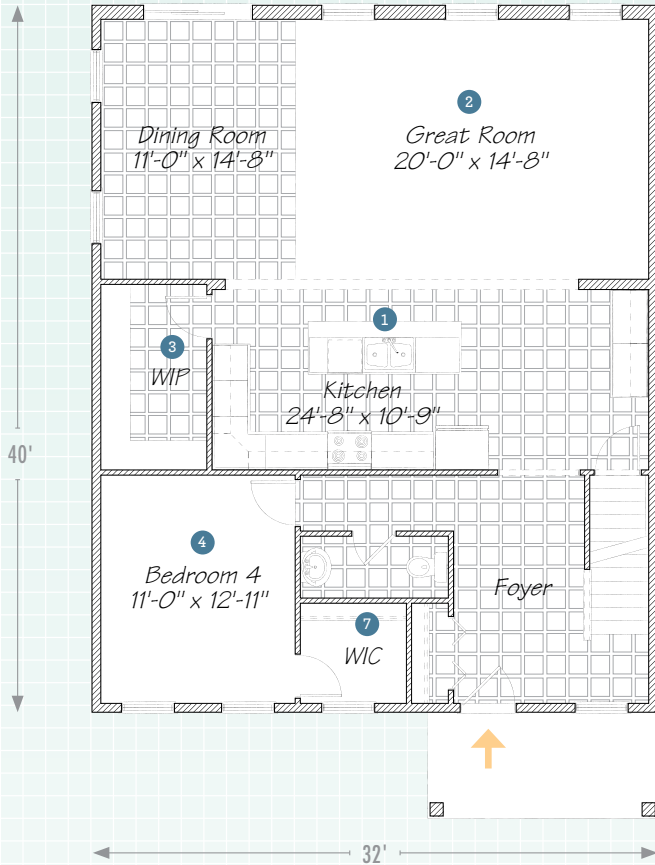 2
Dining Room
11'-0" x 14'-8"
Great Room
20'-0" x 14'-8"
1
3
WIP
Kitchen
24'-8" x 10'-9"
40'
4
Bedroom 4
11'-0" x 12'-11"
Foyer
7
WIC
32'